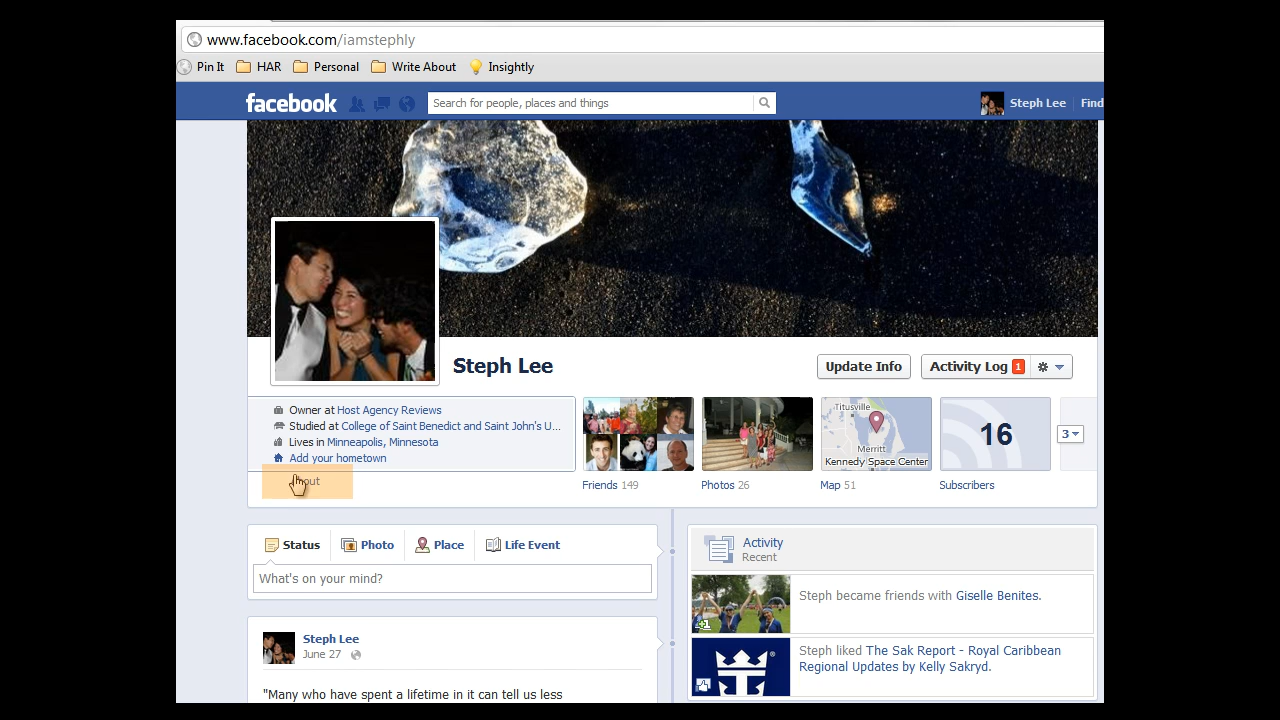 www.facebook.com/iamstephly
Pin It HAR Personal Write About Insightly
facebook Search for people, places and things Steph Lee Find
Steph Lee Update Info Activity Log 1
Owner at Host Agency Reviews
Studied at College of Saint Benedict and Saint John's U...
Lives in Minneapolis, Minnesota
Add your hometown
Titusville
Merritt
Kennedy Space Center
16
3
Friends 149 Photos 26 Map 51 Subscribers
Status Photo Place Life Event
What's on your mind?
Activity
Recent
Steph became friends with Giselle Benites.
+1
Steph liked The Sak Report - Royal Caribbean
Regional Updates by Kelly Sakryd.
®
Steph Lee
June 27
"Many who have spent a lifetime in it can tell us less